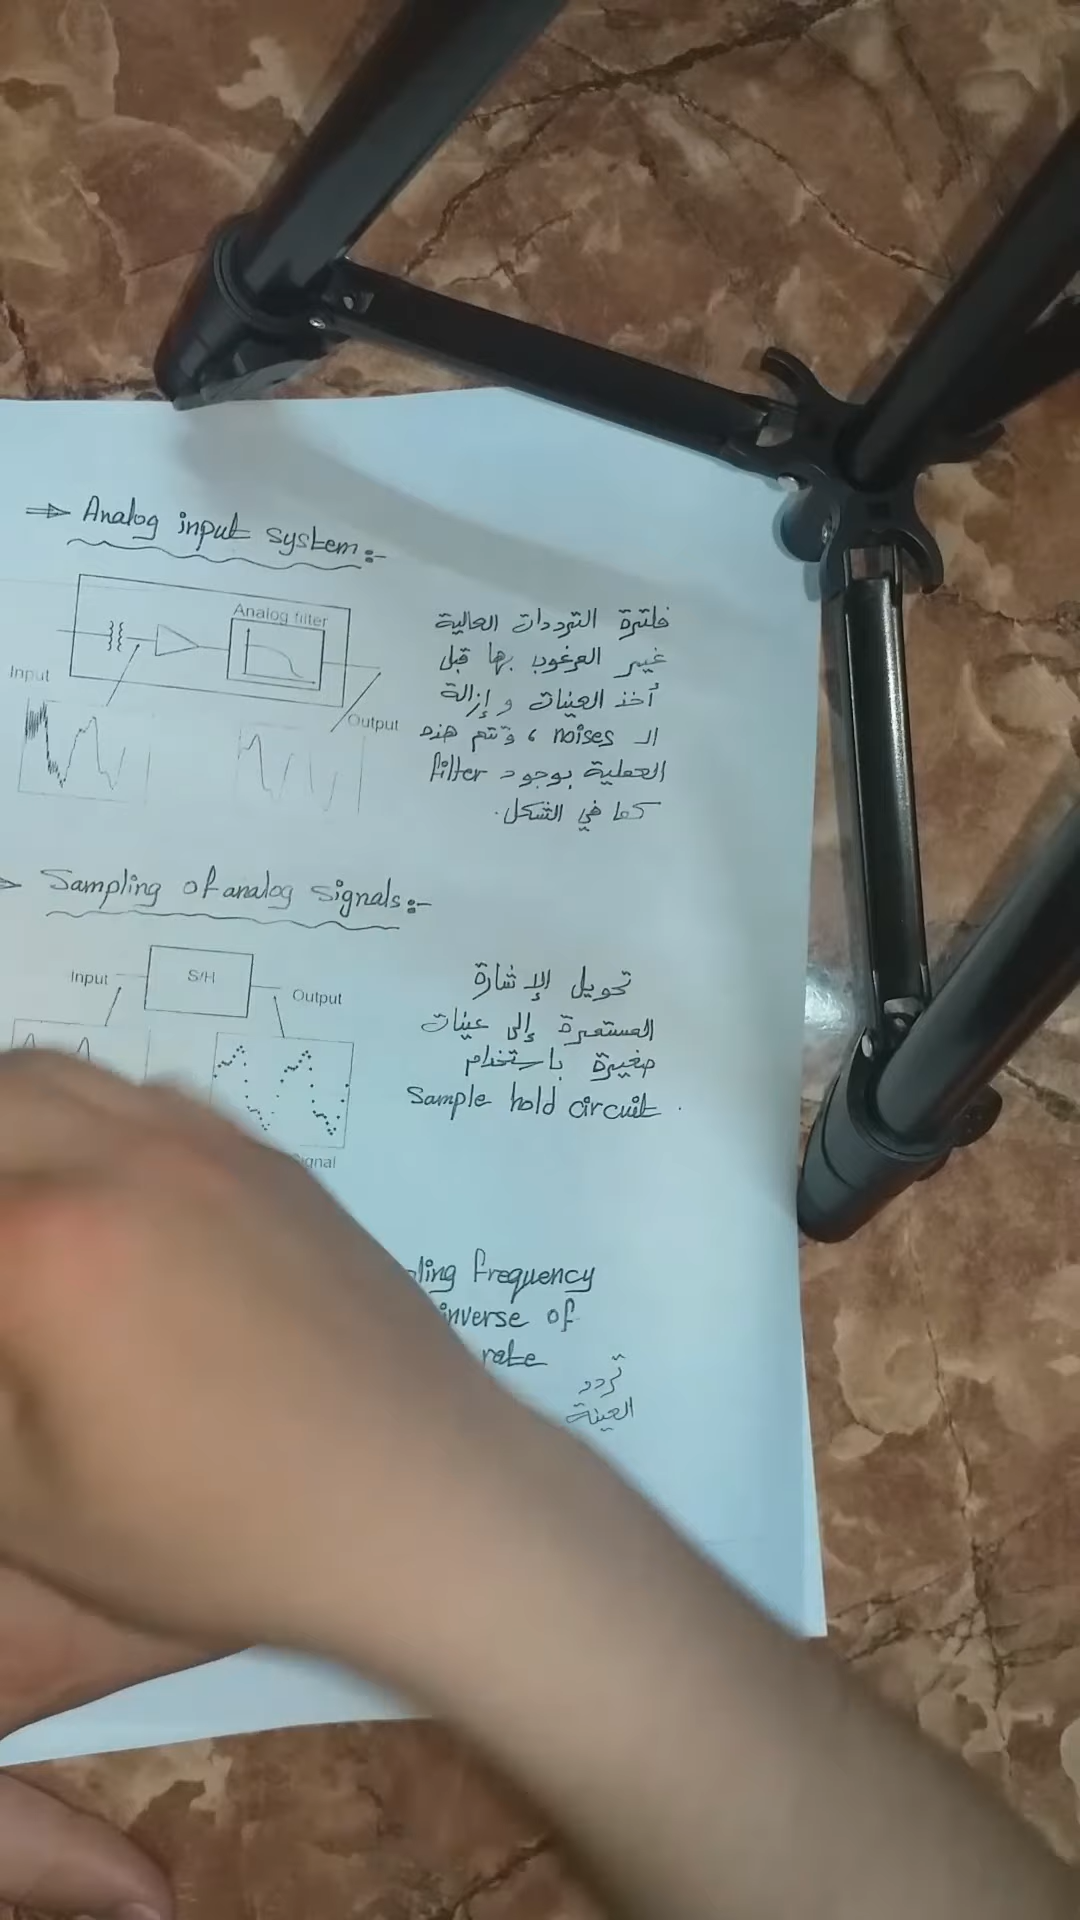 ⇒ Analog input system:-
Analog filter
Input
Output
فلترة الترددات العالية
غير المرغوب بها قبل
أخذ العينات و إزالة
الـ noises ، وتتم هذه
العملية بوجود filter
كما في الشكل.
Sampling of analog signals:-
Input
S/H
Output
تحويل الإشارة
المستمرة إلى عينات
صغيرة باستخدام
Sample hold circuit.
frequency
inverse of
rate
تردد
العينة